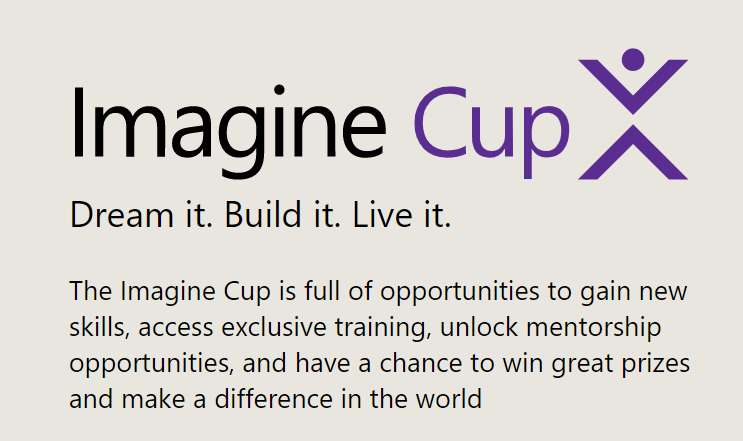 Imagine Cup
Dream it. Build it. Live it.
The Imagine Cup is full of opportunities to gain new
skills, access exclusive training, unlock mentorship
opportunities, and have a chance to win great prizes
and make a difference in the world